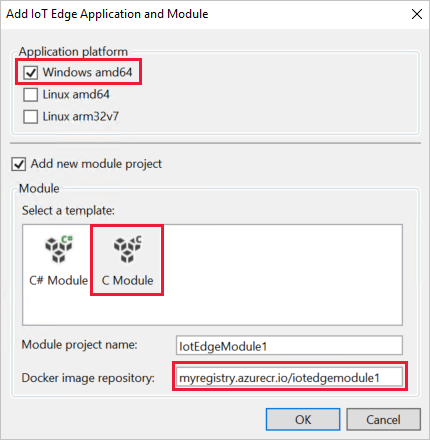 Add IoT Edge Application and Module
Application platform
Windows amd64
Linux amd64
Linux arm32v7
Add new module project
Module
Select a template:
C#
C
C# Module
C Module
Module project name:
IotEdgeModule1
Docker image repository:
myregistry.azurecr.io/iotedgemodule1
OK
Cancel